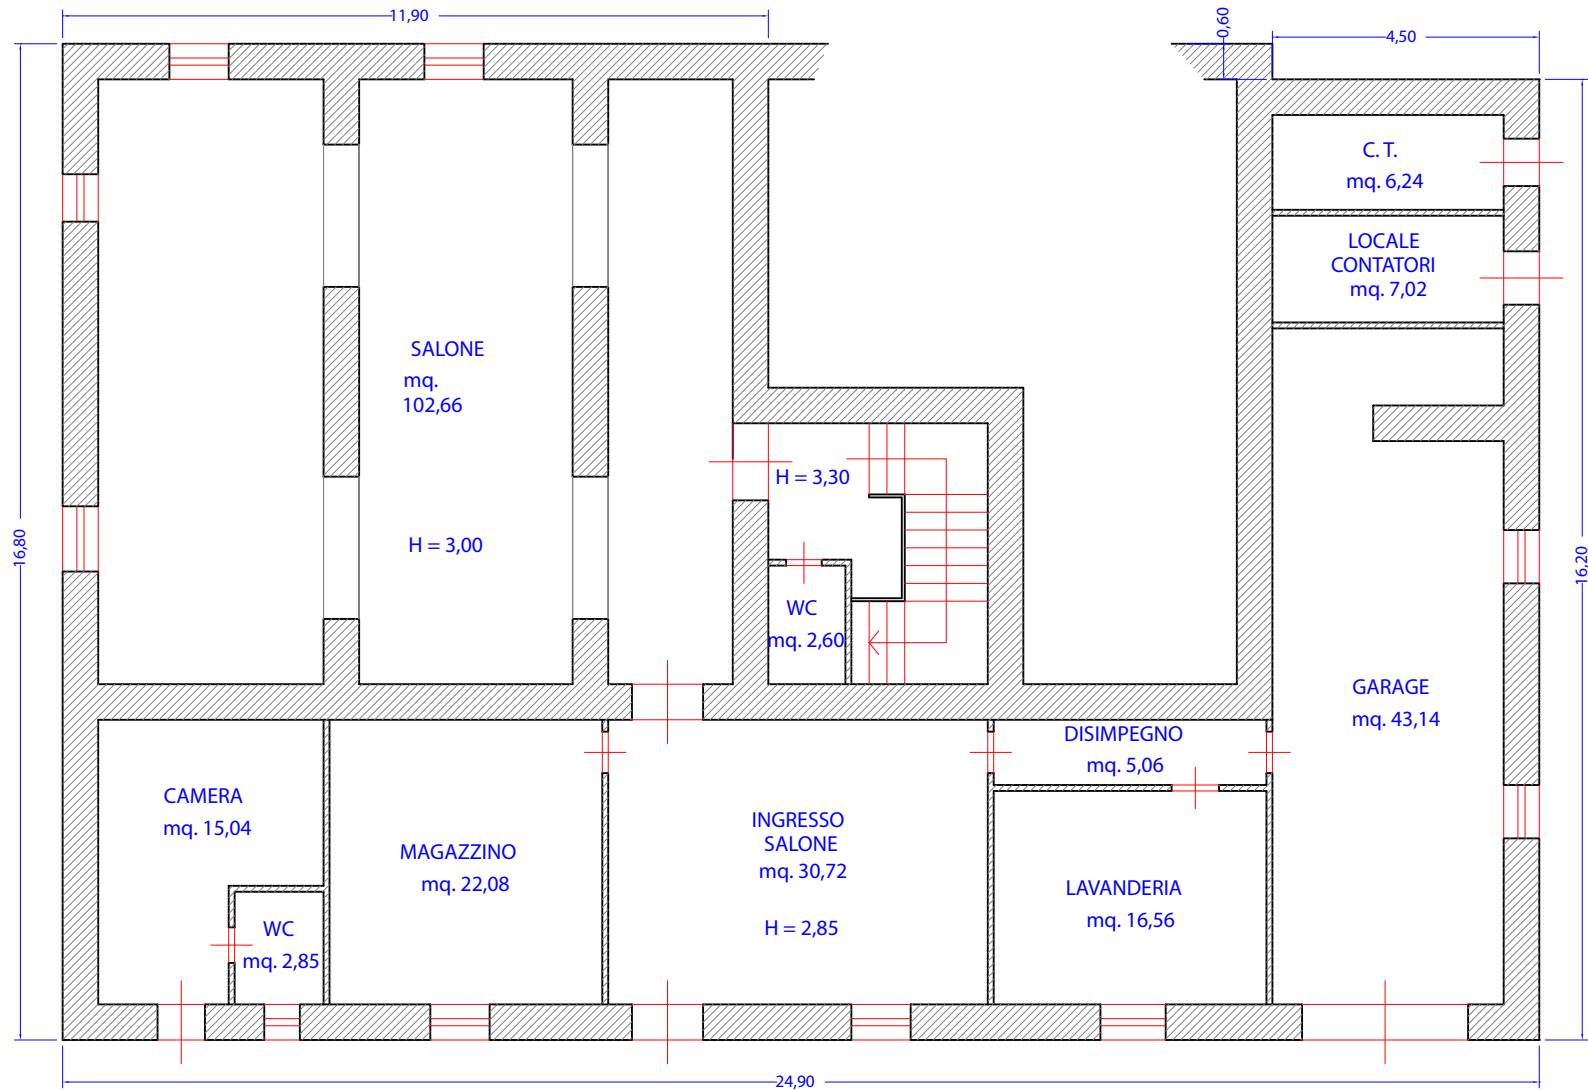 11,90
0,60
4,50
C. T.
mq. 6,24
LOCALE
CONTATORI
mq. 7,02
SALONE
mq.
102,66
H = 3,30
H = 3,00
16,80
16,20
WC
mq. 2,60
GARAGE
mq. 43,14
DISIMPEGNO
mq. 5,06
CAMERA
mq. 15,04
MAGAZZINO
mq. 22,08
INGRESSO
SALONE
mq. 30,72
H = 2,85
LAVANDERIA
mq. 16,56
WC
mq. 2,85
24,90